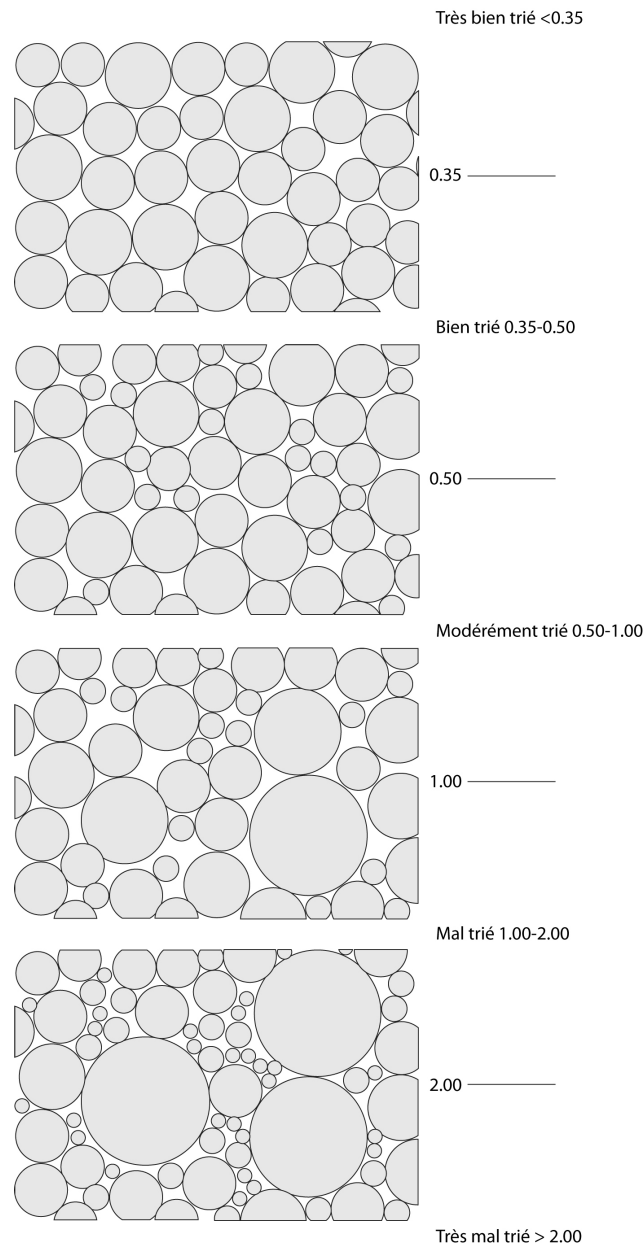 Très bien trié <0.35
0.35
Bien trié 0.35-0.50
0.50
Modérément trié 0.50-1.00
1.00
Mal trié 1.00-2.00
2.00
Très mal trié > 2.00